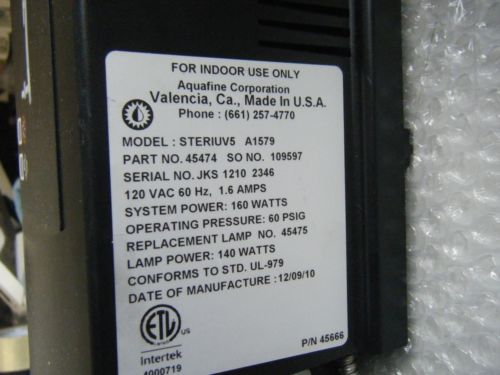 FOR INDOOR USE ONLY
Aquafine Corporation
Valencia, Ca., Made In U.S.A.
Phone : (661) 257-4770
MODEL : STERIUV5 A1579
PART NO. 45474 SO NO. 109597
SERIAL NO. JKS 1210 2346
120 VAC 60 Hz, 1.6 AMPS
SYSTEM POWER: 160 WATTS
OPERATING PRESSURE: 60 PSIG
REPLACEMENT LAMP NO. 45475
LAMP POWER: 140 WATTS
CONFORMS TO STD. UL-979
DATE OF MANUFACTURE :12/09/10
ETL US
Intertek
4000719
P/N 45666